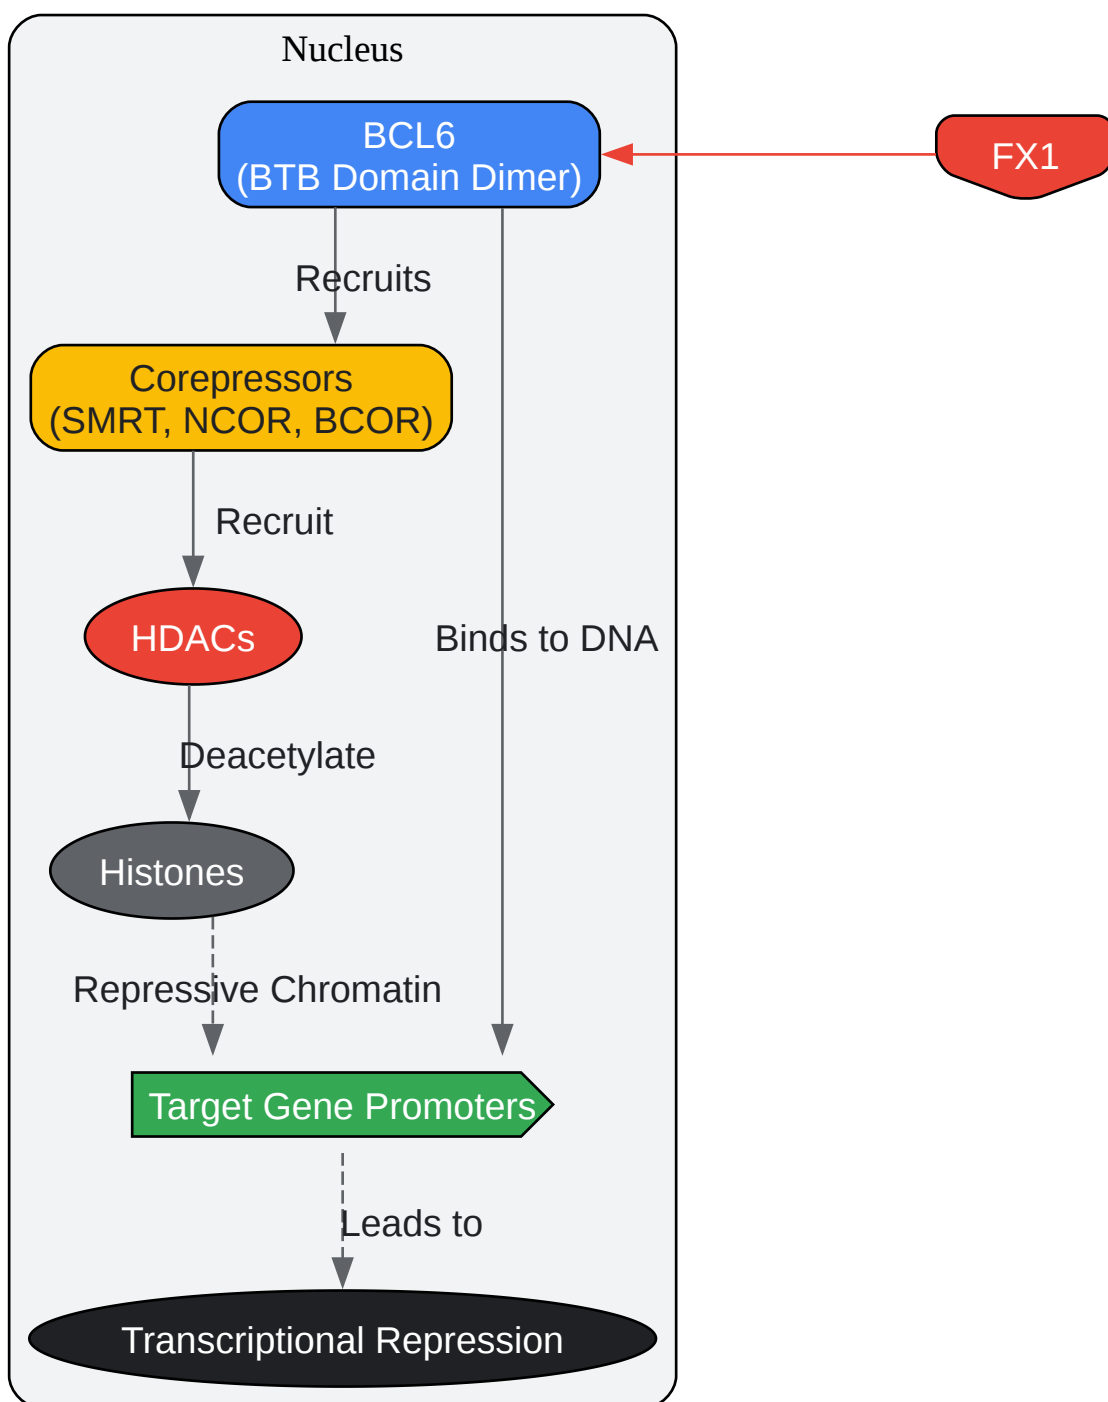 Nucleus
BCL6
(BTB Domain Dimer)
FX1
Recruits
Corepressors
(SMRT, NCOR, BCOR)
Recruit
HDACs
Binds to DNA
Deacetylate
Histones
Repressive Chromatin
Target Gene Promoters
Leads to
Transcriptional Repression